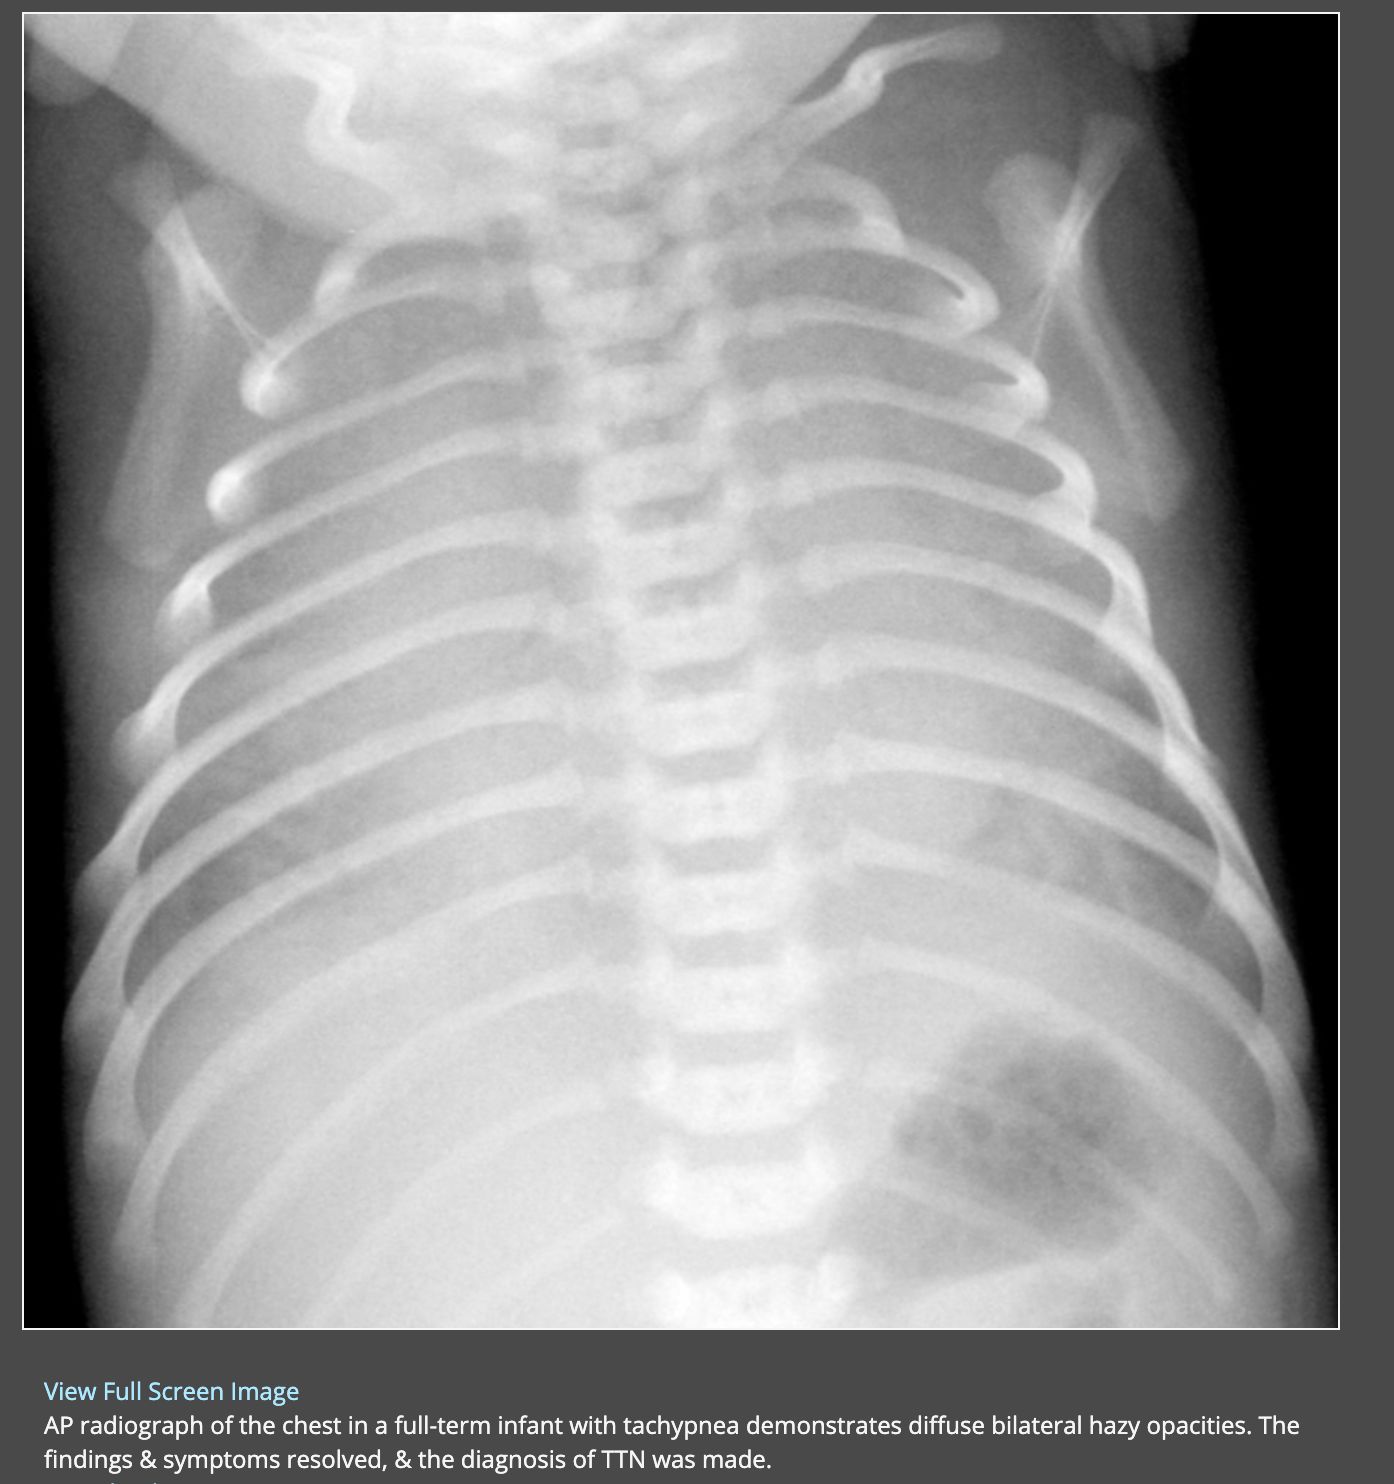 View Full Screen Image
AP radiograph of the chest in a full-term infant with tachypnea demonstrates diffuse bilateral hazy opacities. The
findings & symptoms resolved, & the diagnosis of TTN was made.